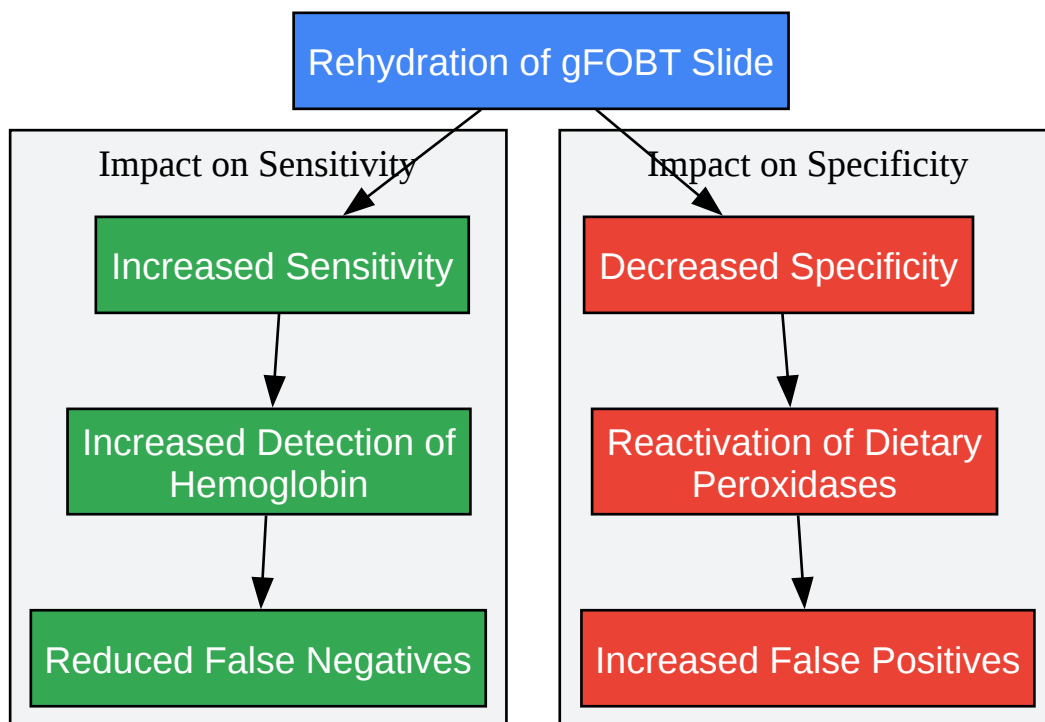 Rehydration of gFOBT Slide
Impact on Sensitivity
Increased Sensitivity
Increased Detection of
Hemoglobin
Reduced False Negatives
Impact on Specificity
Decreased Specificity
Reactivation of Dietary
Peroxidases
Increased False Positives